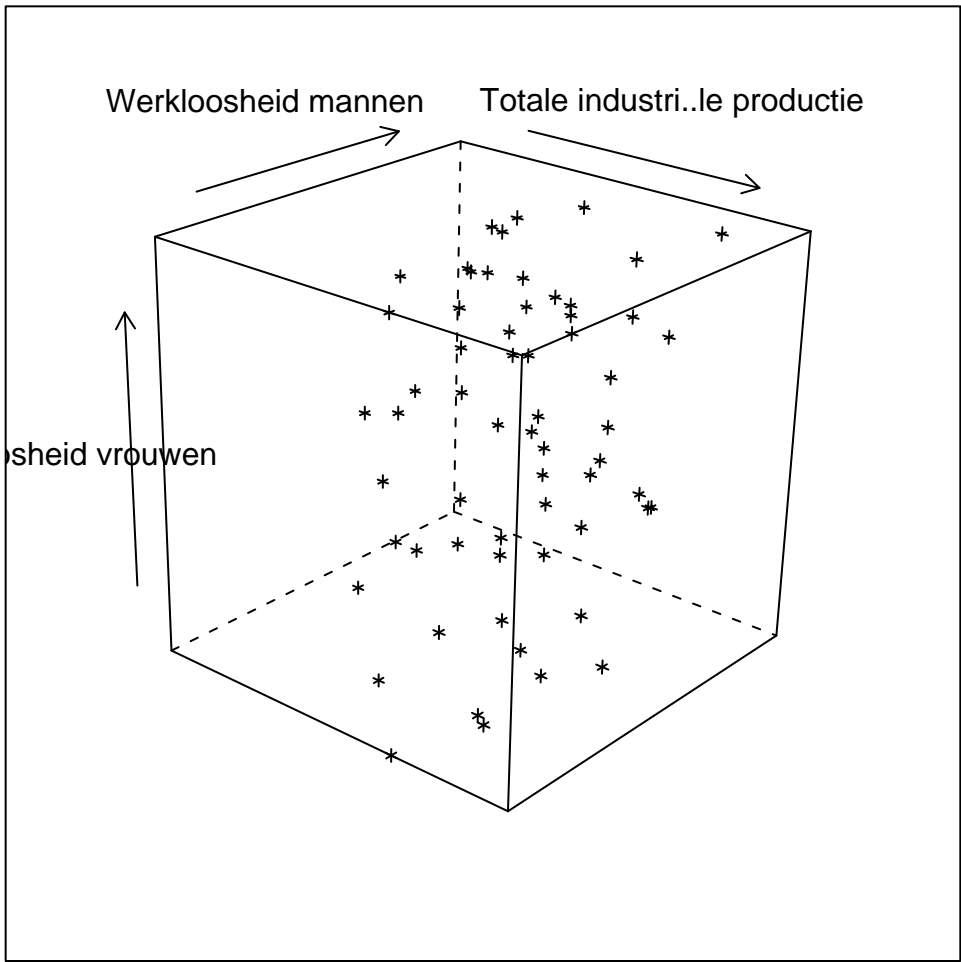 Werkloosheid mannen
Totale industri..le productie
osheid vrouwen